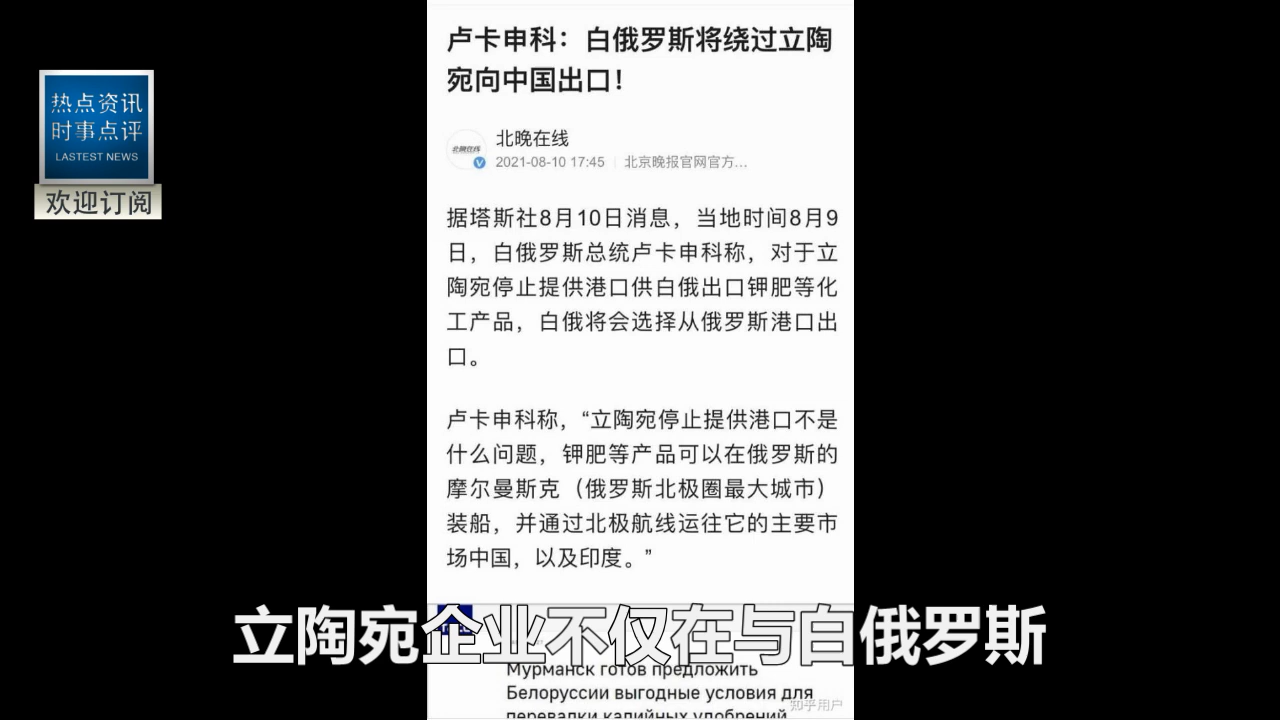 热点资讯
时事点评
LASTEST NEWS
欢迎订阅
卢卡申科：白俄罗斯将绕过立陶
宛向中国出口！
北晚在线
北晚在线
2021-08-10 17:45
北京晚报官网官方...
据塔斯社8月10日消息，当地时间8月9
日，白俄罗斯总统卢卡申科称，对于立
陶宛停止提供港口供白俄出口钾肥等化
工产品，白俄将会选择从俄罗斯港口出
口。
卢卡申科称，“立陶宛停止提供港口不是
什么问题，钾肥等产品可以在俄罗斯的
摩尔曼斯克（俄罗斯北极圈最大城市）
装船，并通过北极航线运往它的主要市
场中国，以及印度。”
立陶宛企业不仅在与白俄罗斯
Мурманск готов предложить
Белоруссии выгодные условия для
перевалки калийных удобрений
知乎用户